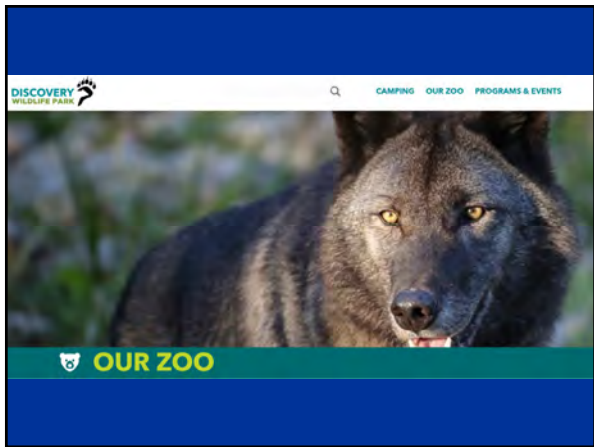 DISCOVERY
WILDLIFE PARK
CAMPING OUR ZOO PROGRAMS & EVENTS
OUR ZOO